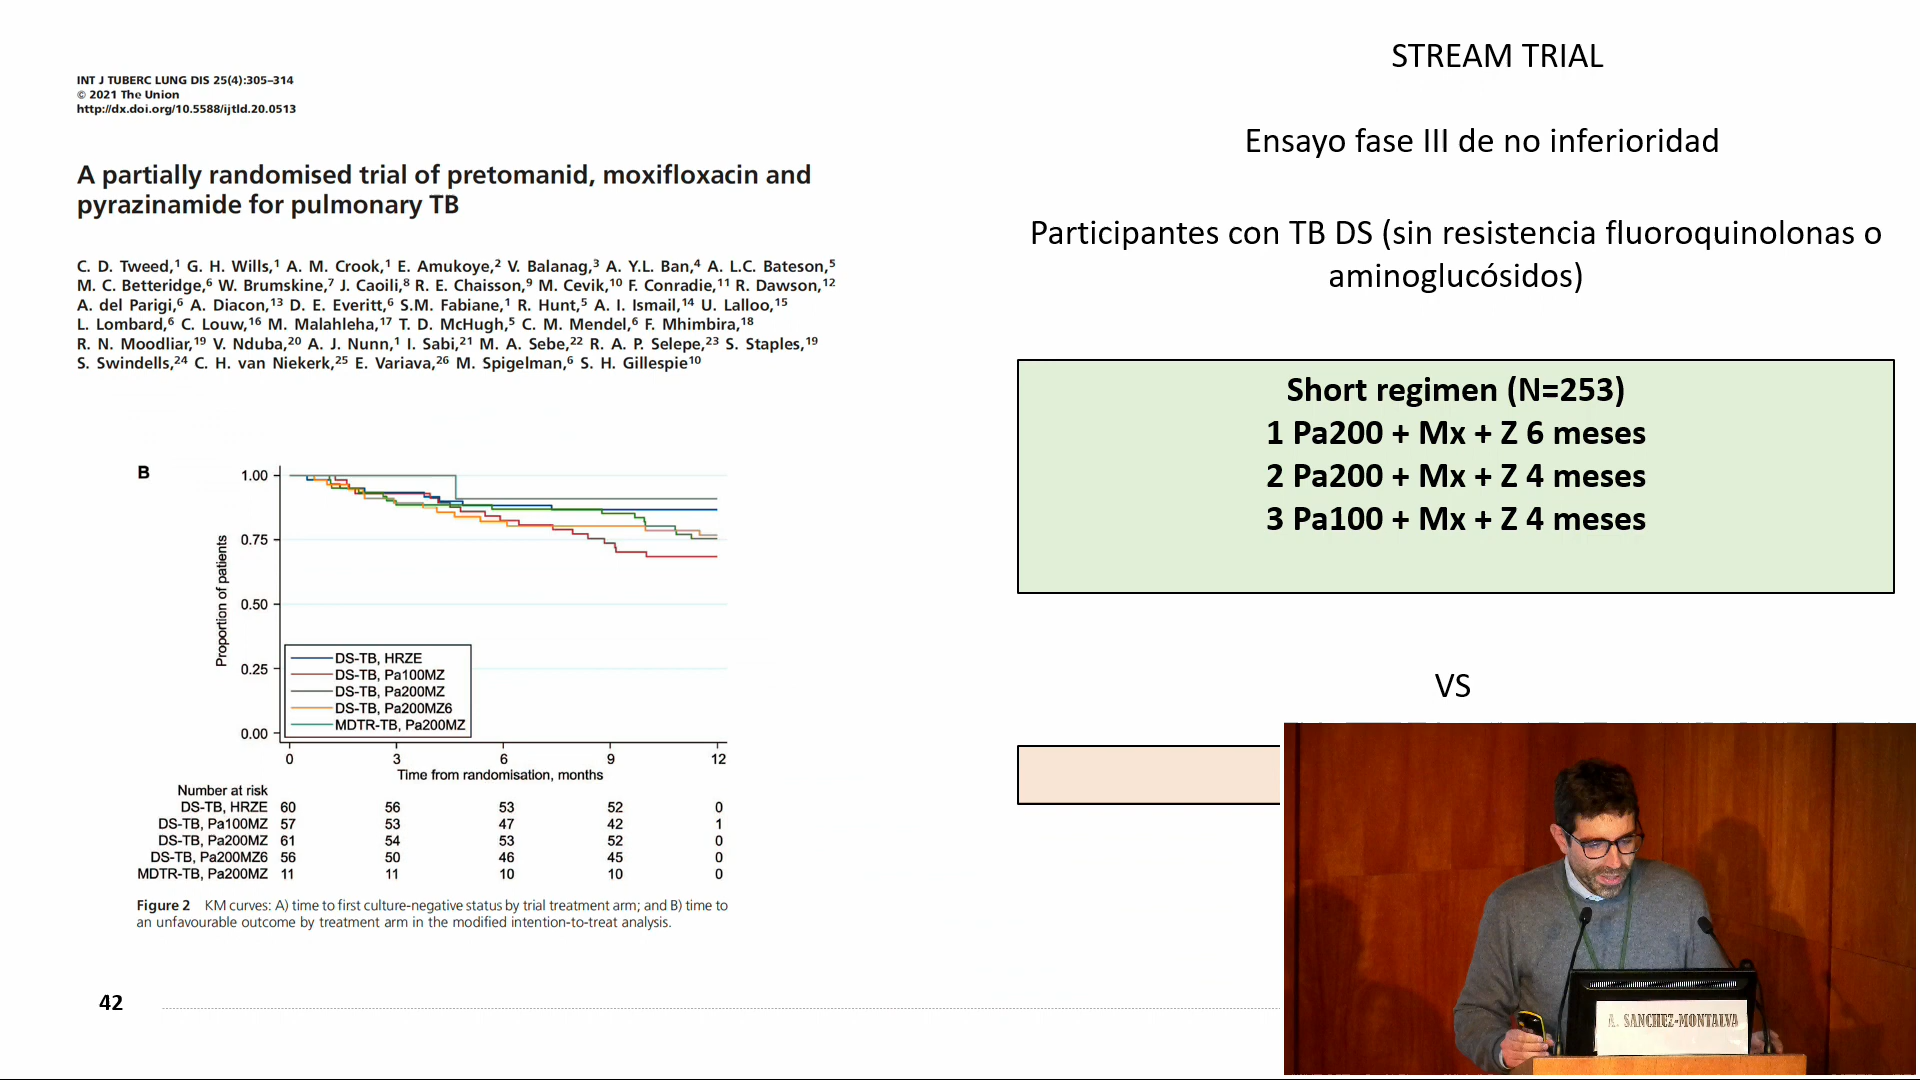 INT J TUBERC LUNG DIS 25(4):305–314
© 2021 The Union
http://dx.doi.org/10.5588/ijtld.20.0513
A partially randomised trial of pretomanid, moxifloxacin and
pyrazinamide for pulmonary TB
C. D. Tweed,¹ G. H. Wills,¹ A. M. Crook,¹ E. Amukoye,² V. Balanag,³ A. Y.L. Ban,⁴ A. L.C. Bateson,⁵
M. C. Betteridge,⁶ W. Brumskine,⁷ J. Caoili,⁸ R. E. Chaisson,⁹ M. Cevik,¹⁰ F. Conradie,¹¹ R. Dawson,¹²
A. del Parigi,⁶ A. Diacon,¹³ D. E. Everitt,⁶ S.M. Fabiane,¹ R. Hunt,⁵ A. I. Ismail,¹⁴ U. Lalloo,¹⁵
L. Lombard,⁶ C. Louw,¹⁶ M. Malahleha,¹⁷ T. D. McHugh,⁵ C. M. Mendel,⁶ F. Mhimbira,¹⁸
R. N. Moodliar,¹⁹ V. Nduba,²⁰ A. J. Nunn,¹ I. Sabi,²¹ M. A. Sebe,²² R. A. P. Selepe,²³ S. Staples,¹⁹
S. Swindells,²⁴ C. H. van Niekerk,²⁵ E. Variava,²⁶ M. Spigelman,⁶ S. H. Gillespie¹⁰
B
Proportion of patients
1.00
0.75
0.50
0.25
0.00
DS-TB, HRZE
DS-TB, Pa100MZ
DS-TB, Pa200MZ
DS-TB, Pa200MZ6
MDTR-TB, Pa200MZ
0 3 6 9 12
Time from randomisation, months
Number at risk
DS-TB, HRZE 60 56 53 52 0
DS-TB, Pa100MZ 57 53 47 42 1
DS-TB, Pa200MZ 61 54 53 52 0
DS-TB, Pa200MZ6 56 50 46 45 0
MDTR-TB, Pa200MZ 11 11 10 10 0
Figure 2 KM curves: A) time to first culture-negative status by trial treatment arm; and B) time to
an unfavourable outcome by treatment arm in the modified intention-to-treat analysis.
42
STREAM TRIAL
Ensayo fase III de no inferioridad
Participantes con TB DS (sin resistencia fluoroquinolonas o
aminoglucósidos)
Short regimen (N=253)
1 Pa200 + Mx + Z 6 meses
2 Pa200 + Mx + Z 4 meses
3 Pa100 + Mx + Z 4 meses
VS
A. SANCHEZ-MONTALVA